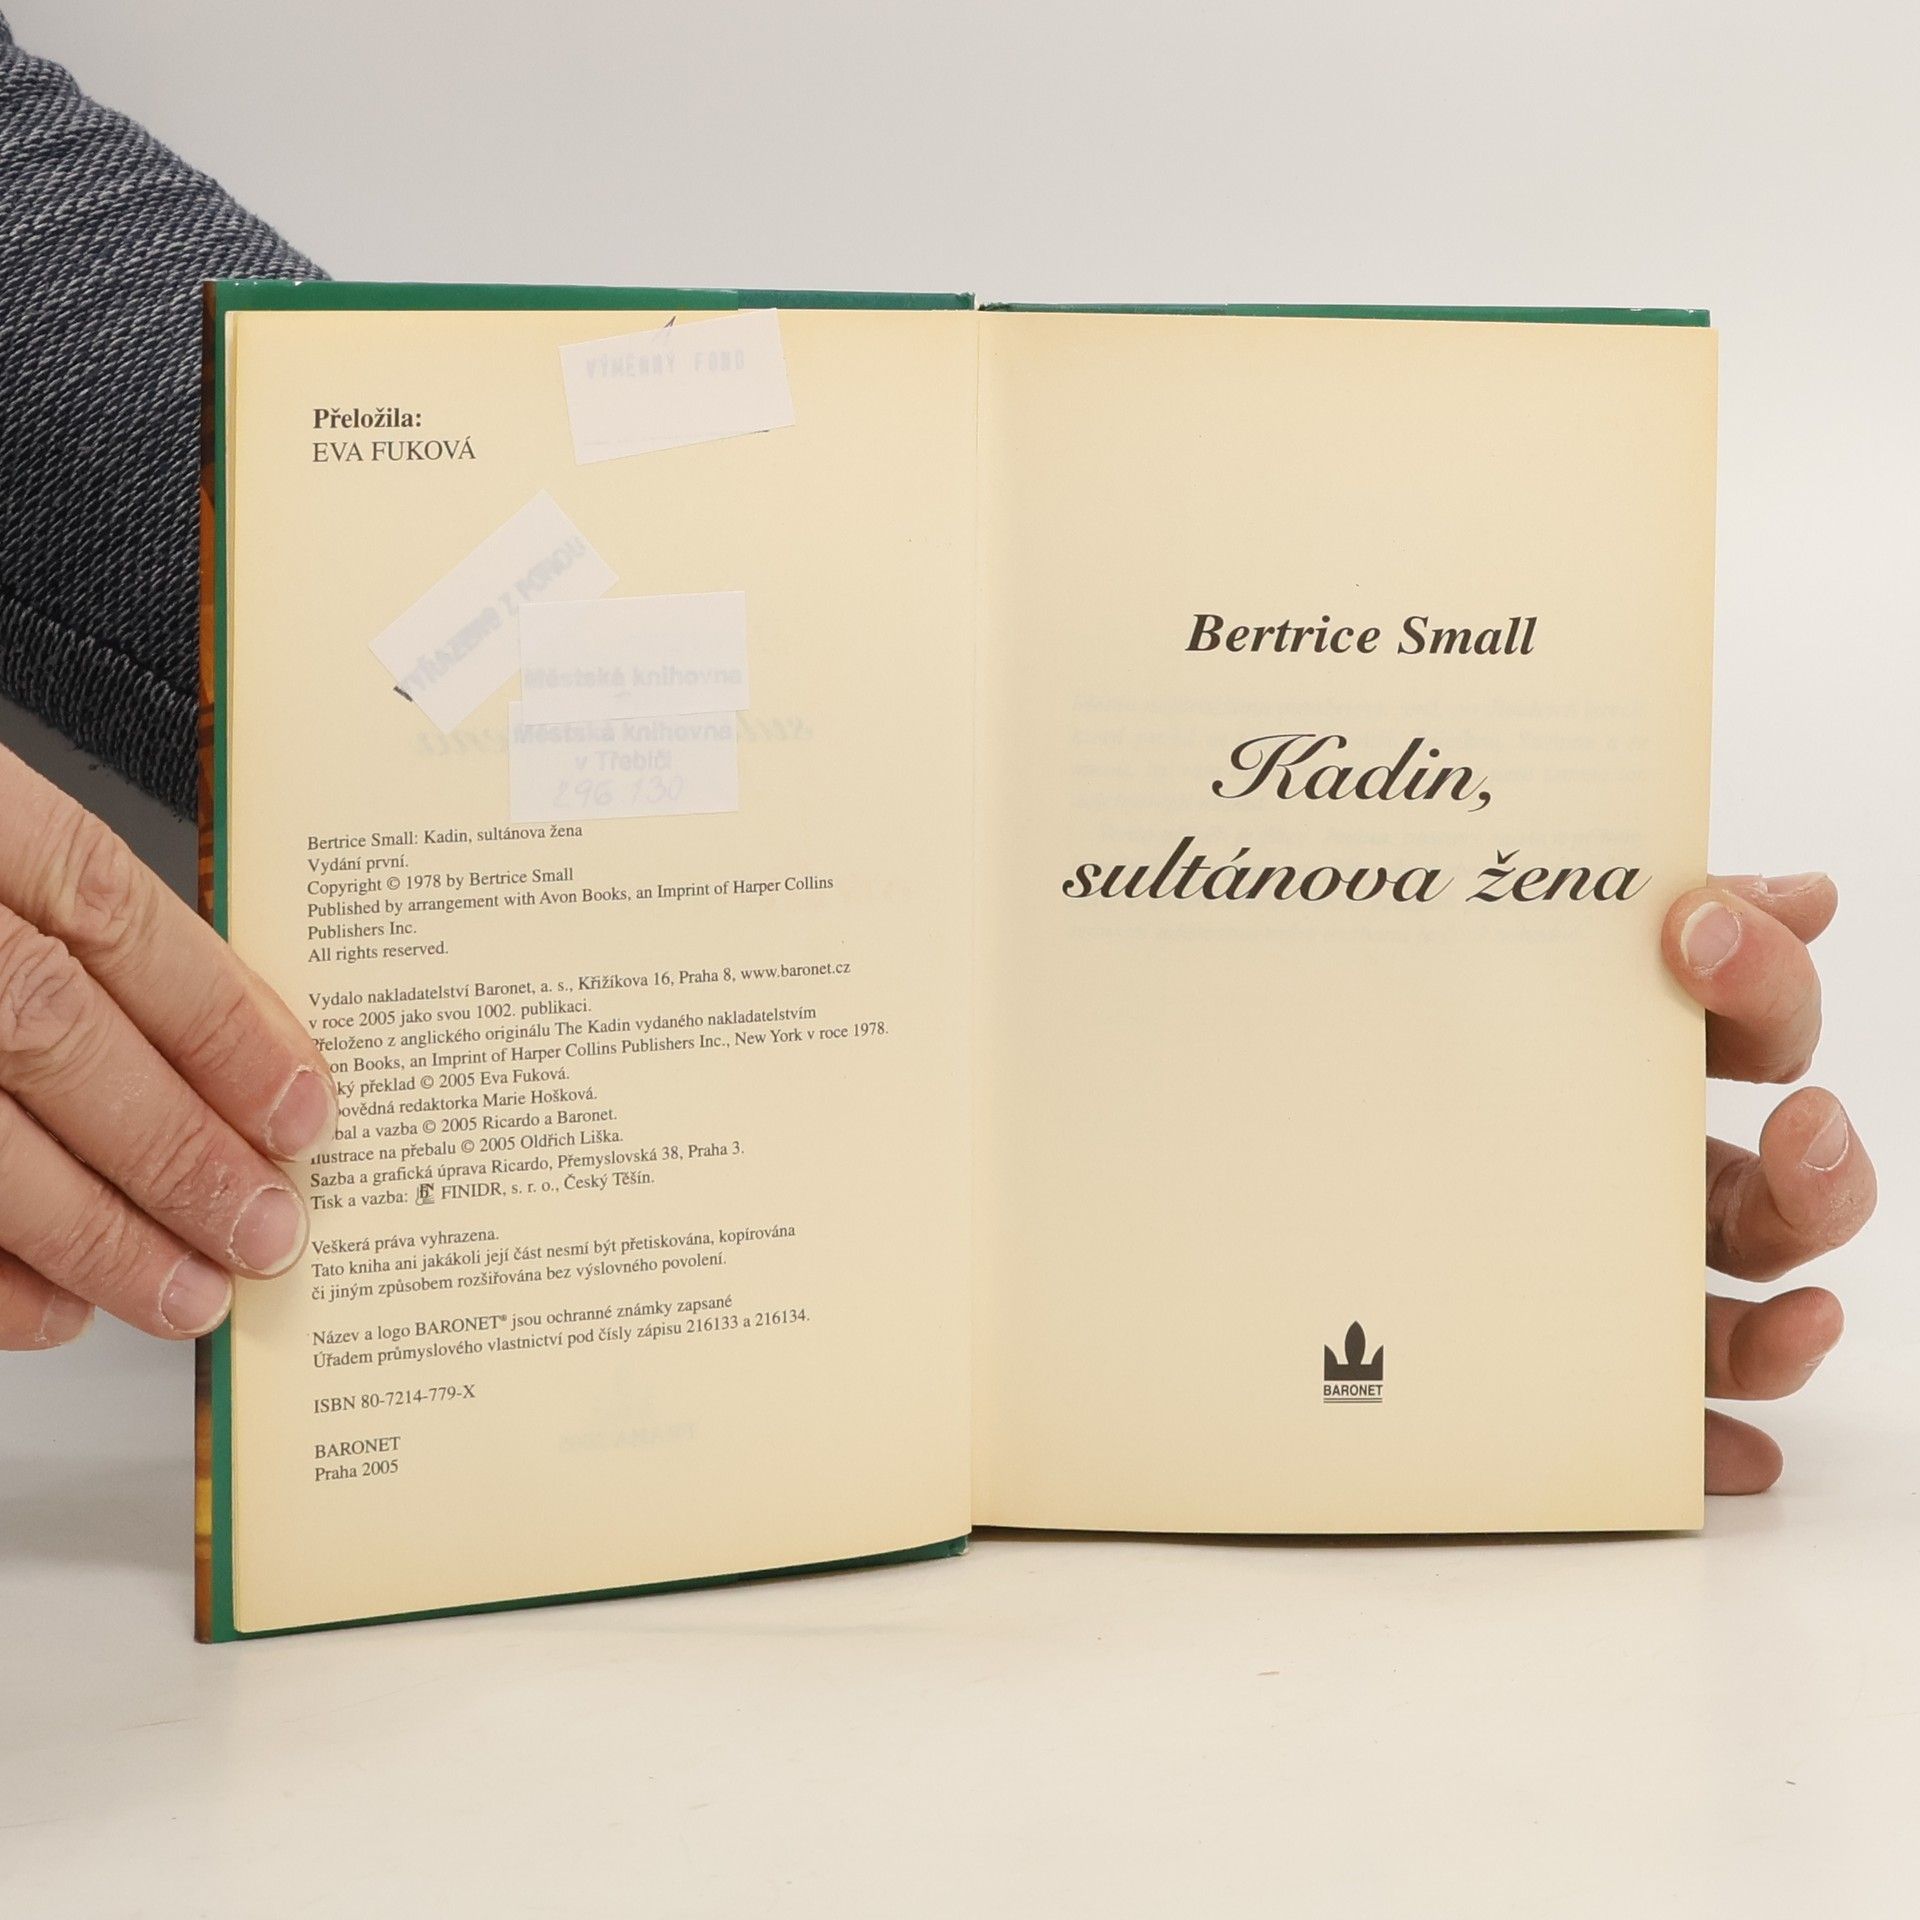 VÝMĚNNÝ FOND
Přeložila:
EVA FUKOVÁ
VYŘAZENO Z FONDU
Městská knihovna
Městská knihovna
v Třebíči
296 130
Bertrice Small: Kadin, sultánova žena
Vydání první.
Copyright © 1978 by Bertrice Small
Published by arrangement with Avon Books, an Imprint of Harper Collins
Publishers Inc.
All rights reserved.
Vydalo nakladatelství Baronet, a. s., Křižíkova 16, Praha 8, www.baronet.cz
v roce 2005 jako svou 1002. publikaci.
Přeloženo z anglického originálu The Kadin vydaného nakladatelstvím
on Books, an Imprint of Harper Collins Publishers Inc., New York v roce 1978.
ký překlad © 2005 Eva Fuková.
povědná redaktorka Marie Hošková.
bal a vazba © 2005 Ricardo a Baronet.
Ilustrace na přebalu © 2005 Oldřich Liška.
Sazba a grafická úprava Ricardo, Přemyslovská 38, Praha 3.
Tisk a vazba: FINIDR, s. r. o., Český Těšín.
Veškerá práva vyhrazena.
Tato kniha ani jakákoli její část nesmí být přetiskována, kopírována
či jiným způsobem rozšiřována bez výslovného povolení.
Název a logo BARONET® jsou ochranné známky zapsané
Úřadem průmyslového vlastnictví pod čísly zápisu 216133 a 216134.
ISBN 80-7214-779-X
BARONET
Praha 2005
Bertrice Small
Kadin,
sultánova žena
BARONET